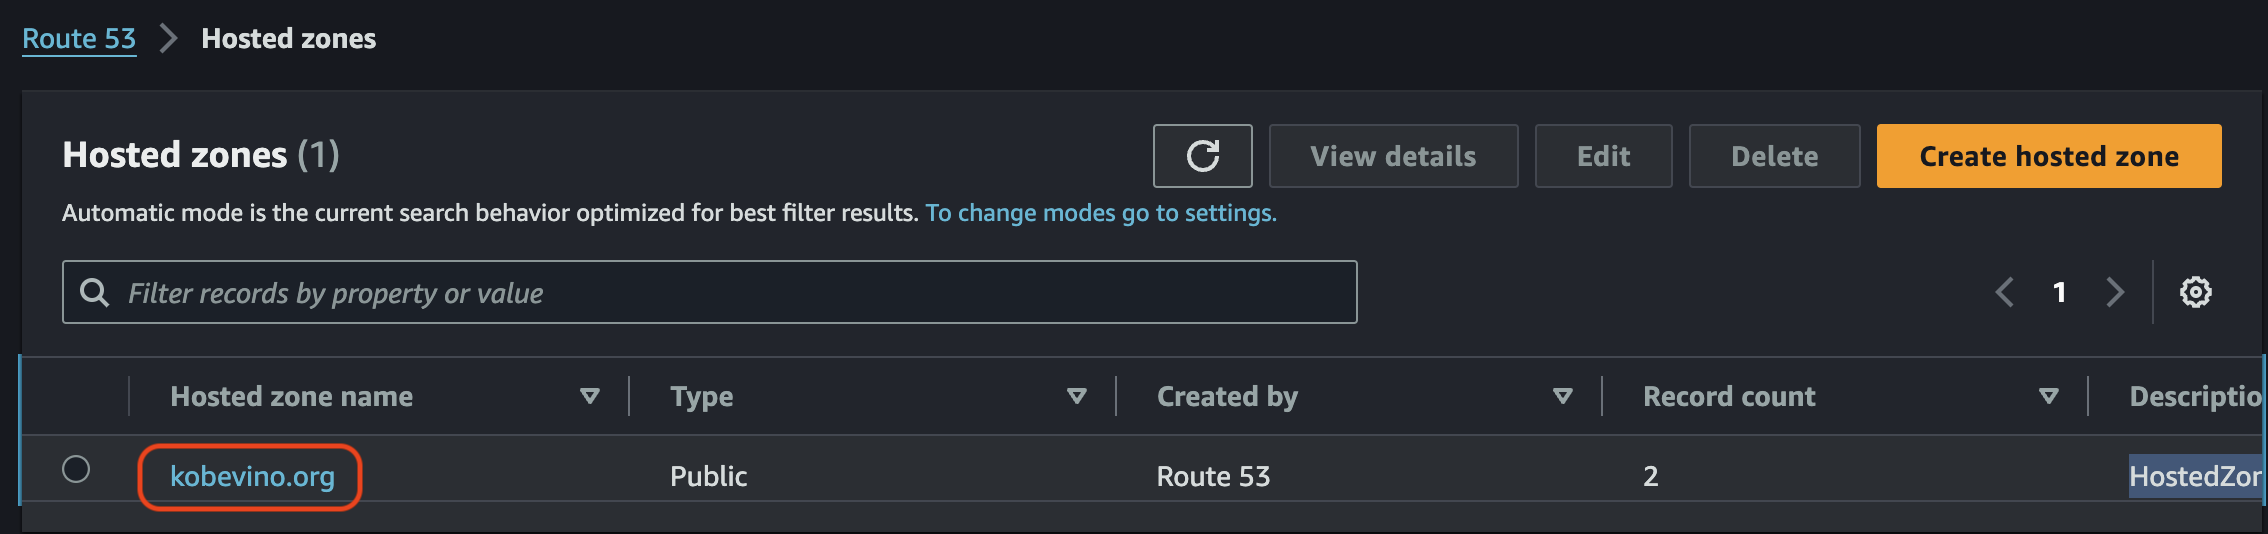 Route 53 > Hosted zones
Hosted zones (1)
View details
Edit
Delete
Create hosted zone
Automatic mode is the current search behavior optimized for best filter results. To change modes go to settings.
Filter records by property or value
1
Hosted zone name
Type
Created by
Record count
Descriptio
kobevino.org
Public
Route 53
2
HostedZor